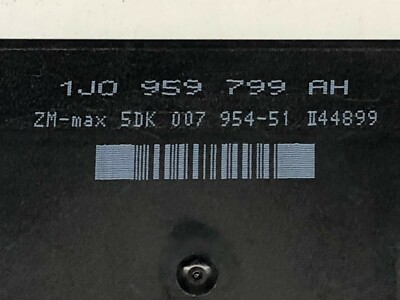 1J0 959 799 AH
ZM-max 5DK 007 954-51 II44899